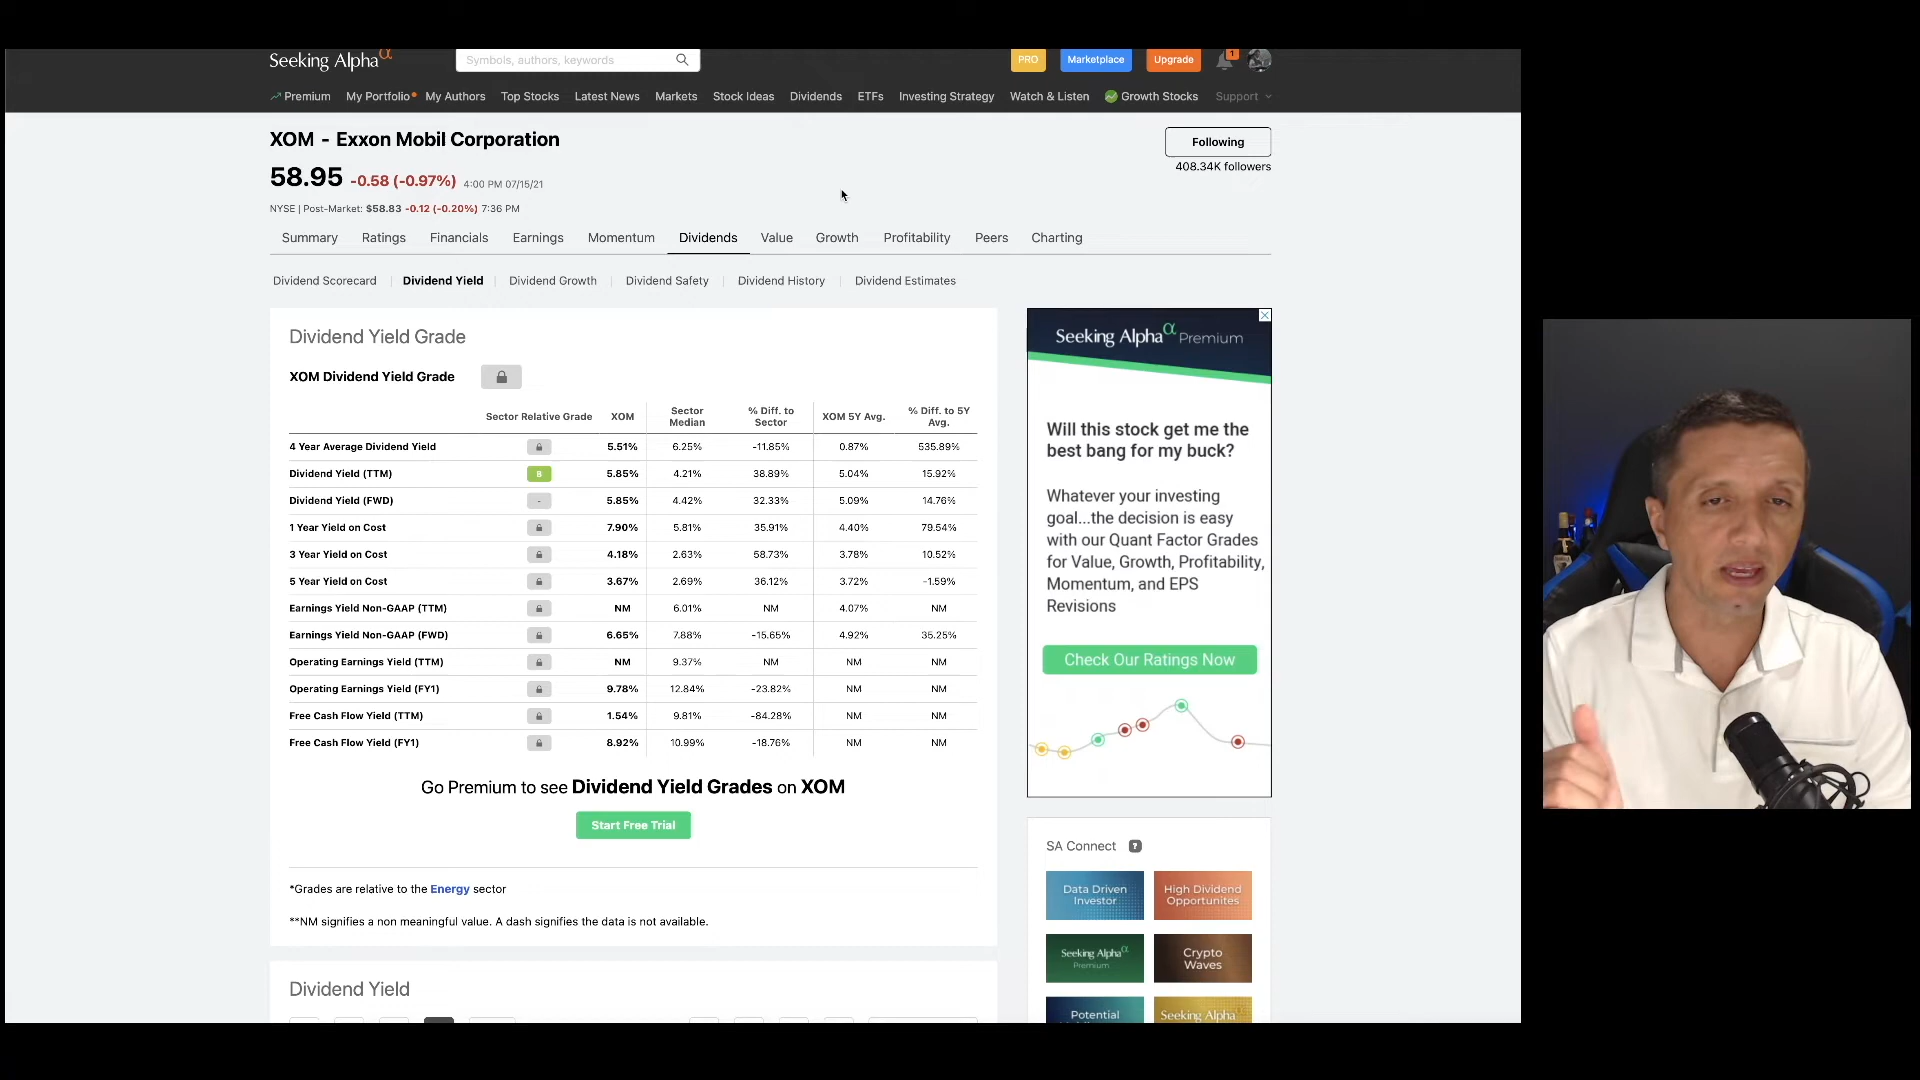 Seeking Alpha α
Symbols, authors, keywords
PRO Marketplace Upgrade 1
Premium My Portfolio My Authors Top Stocks Latest News Markets Stock Ideas Dividends ETFs Investing Strategy Watch & Listen Growth Stocks Support
XOM - Exxon Mobil Corporation
Following
408.34K followers
58.95 -0.58 (-0.97%) 4:00 PM 07/15/21
NYSE | Post-Market: $58.83 -0.12 (-0.20%) 7:36 PM
Summary Ratings Financials Earnings Momentum Dividends Value Growth Profitability Peers Charting
Dividend Scorecard Dividend Yield Dividend Growth Dividend Safety Dividend History Dividend Estimates
Dividend Yield Grade
XOM Dividend Yield Grade
Sector Relative Grade XOM Sector Median % Diff. to Sector XOM 5Y Avg. % Diff. to 5Y Avg.
4 Year Average Dividend Yield 5.51% 6.25% -11.85% 0.87% 535.89%
Dividend Yield (TTM) B 5.85% 4.21% 38.89% 5.04% 15.92%
Dividend Yield (FWD) - 5.85% 4.42% 32.33% 5.09% 14.76%
1 Year Yield on Cost 7.90% 5.81% 35.91% 4.40% 79.54%
3 Year Yield on Cost 4.18% 2.63% 58.73% 3.78% 10.52%
5 Year Yield on Cost 3.67% 2.69% 36.12% 3.72% -1.59%
Earnings Yield Non-GAAP (TTM) NM 6.01% NM 4.07% NM
Earnings Yield Non-GAAP (FWD) 6.65% 7.88% -15.65% 4.92% 35.25%
Operating Earnings Yield (TTM) NM 9.37% NM NM NM
Operating Earnings Yield (FY1) 9.78% 12.84% -23.82% NM NM
Free Cash Flow Yield (TTM) 1.54% 9.81% -84.28% NM NM
Free Cash Flow Yield (FY1) 8.92% 10.99% -18.76% NM NM
Go Premium to see Dividend Yield Grades on XOM
Start Free Trial
*Grades are relative to the Energy sector
**NM signifies a non meaningful value. A dash signifies the data is not available.
Dividend Yield
Seeking Alpha α Premium
Will this stock get me the
best bang for my buck?
Whatever your investing
goal...the decision is easy
with our Quant Factor Grades
for Value, Growth, Profitability,
Momentum, and EPS
Revisions
Check Our Ratings Now
SA Connect ?
Data Driven
Investor
High Dividend
Opportunites
Seeking Alpha α
Premium
Crypto
Waves
Potential
Seeking Alpha